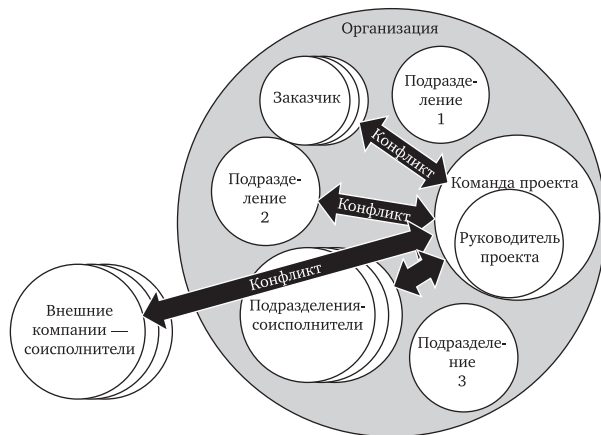 Организация
Заказчик
Подразде-
ление
1
Конфликт
Подразде-
ление
2
Конфликт
Команда проекта
Руководитель
проекта
Конфликт
Внешние
компании —
соисполнители
Подразделения-
соисполнители
Подразделе-
ние
3